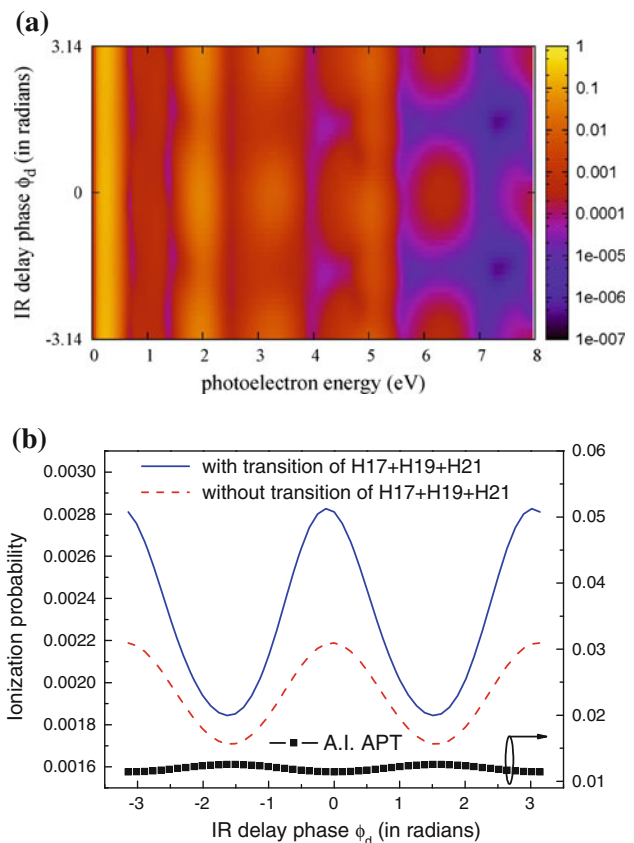 (a)
3.14
0
-3.14
IR delay phase ϕd (in radians)
0 1 2 3 4 5 6 7 8
photoelectron energy (eV)
1
0.1
0.01
0.001
0.0001
1e-005
1e-006
1e-007
(b)
0.0030
0.0028
0.0026
0.0024
0.0022
0.0020
0.0018
0.0016
Ionization probability
with transition of H17+H19+H21
without transition of H17+H19+H21
A.I. APT
0.06
0.05
0.04
0.03
0.02
0.01
-3 -2 -1 0 1 2 3
IR delay phase ϕd (in radians)